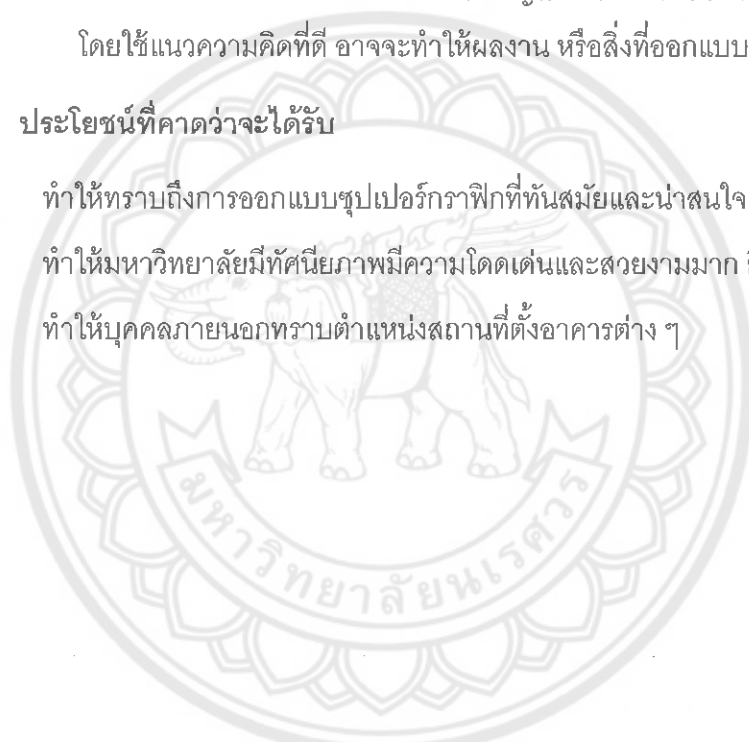 โดยใช้แนวความคิดที่ดี อาจจะทำให้ผลงาน หรือสิ่งที่ออกแบบ
ประโยชน์ที่คาดว่าจะได้รับ
ทำให้ทราบถึงการออกแบบซุปเปอร์กราฟิกที่ทันสมัยและน่าสนใจ
ทำให้มหาวิทยาลัยมีทัศนียภาพมีความโดดเด่นและสวยงามมาก
ทำให้บุคคลภายนอกทราบตำแหน่งสถานที่ตั้งอาคารต่าง ๆ
มหาวิทยาลัยนเรศวร